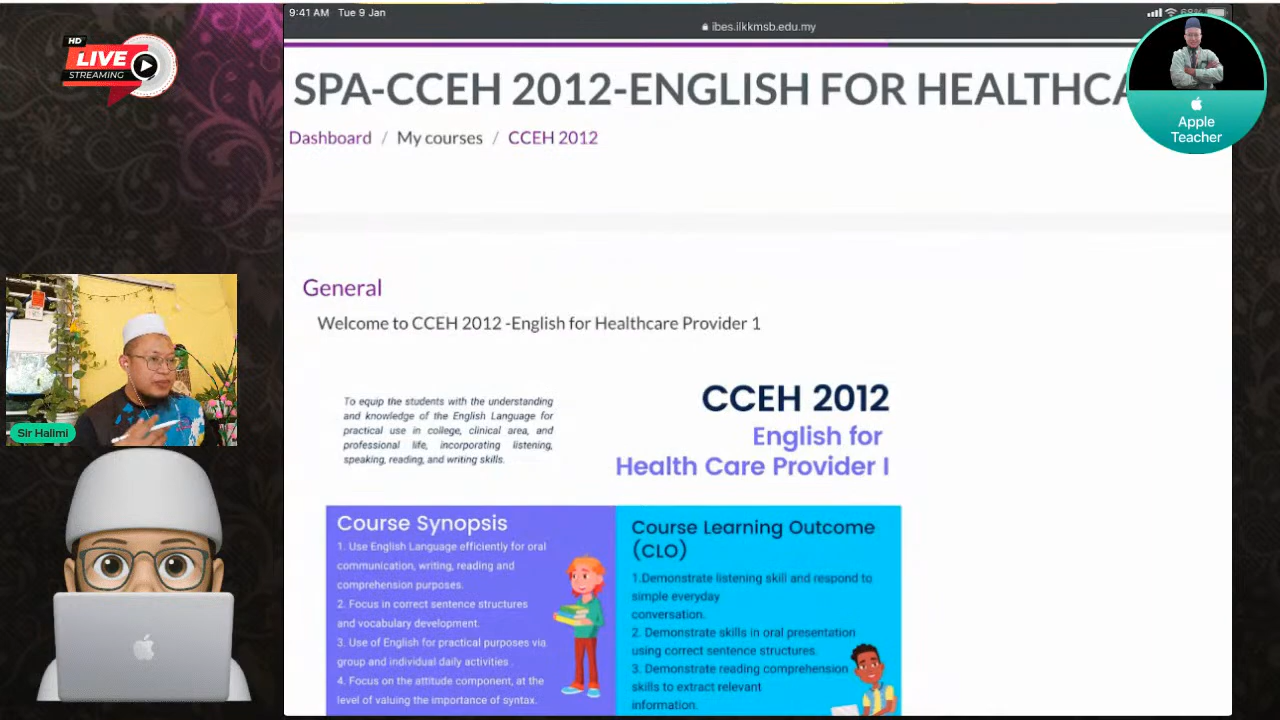 9:41 AM Tue 9 Jan
68%
ibes.ilkkmsb.edu.my
HD
LIVE
STREAMING
SPA-CCEH 2012-ENGLISH FOR HEALTHCA
Apple
Teacher
Dashboard / My courses / CCEH 2012
General
Welcome to CCEH 2012 -English for Healthcare Provider 1
To equip the students with the understanding
and knowledge of the English Language for
practical use in college, clinical area, and
professional life, incorporating listening,
speaking, reading, and writing skills.
CCEH 2012
English for
Health Care Provider I
Sir Halimi
Course Synopsis
1. Use English Language efficiently for oral
communication, writing, reading and
comprehension purposes.
2. Focus in correct sentence structures
and vocabulary development.
3. Use of English for practical purposes via
group and individual daily activities .
4. Focus on the attitude component, at the
level of valuing the importance of syntax.
Course Learning Outcome
(CLO)
1.Demonstrate listening skill and respond to
simple everyday
conversation.
2. Demonstrate skills in oral presentation
using correct sentence structures.
3. Demonstrate reading comprehension
skills to extract relevant
information.